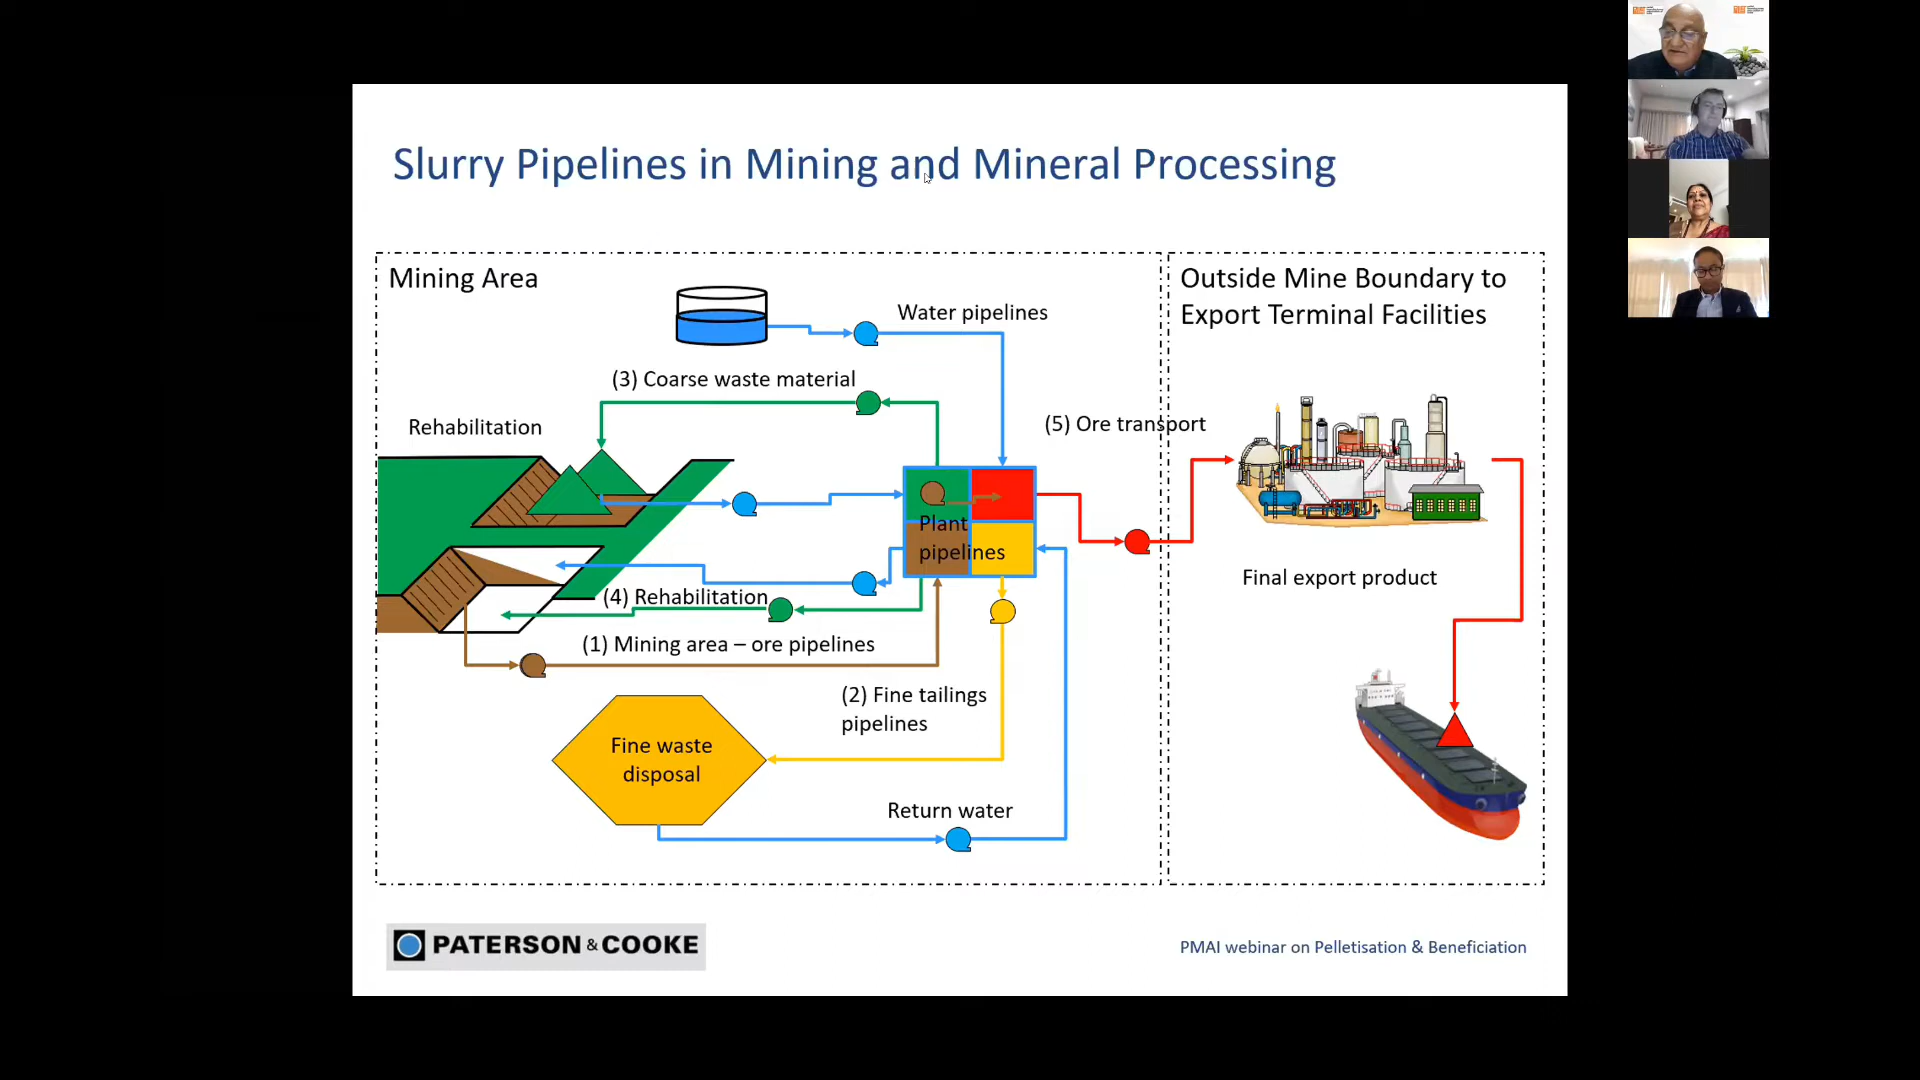 Slurry Pipelines in Mining and Mineral Processing
Mining Area
Outside Mine Boundary to
Export Terminal Facilities
Water pipelines
(3) Coarse waste material
(5) Ore transport
Rehabilitation
Plant
pipelines
(4) Rehabilitation
Final export product
(1) Mining area – ore pipelines
(2) Fine tailings
pipelines
Fine waste
disposal
Return water
PATERSON & COOKE
PMAI webinar on Pelletisation & Beneficiation